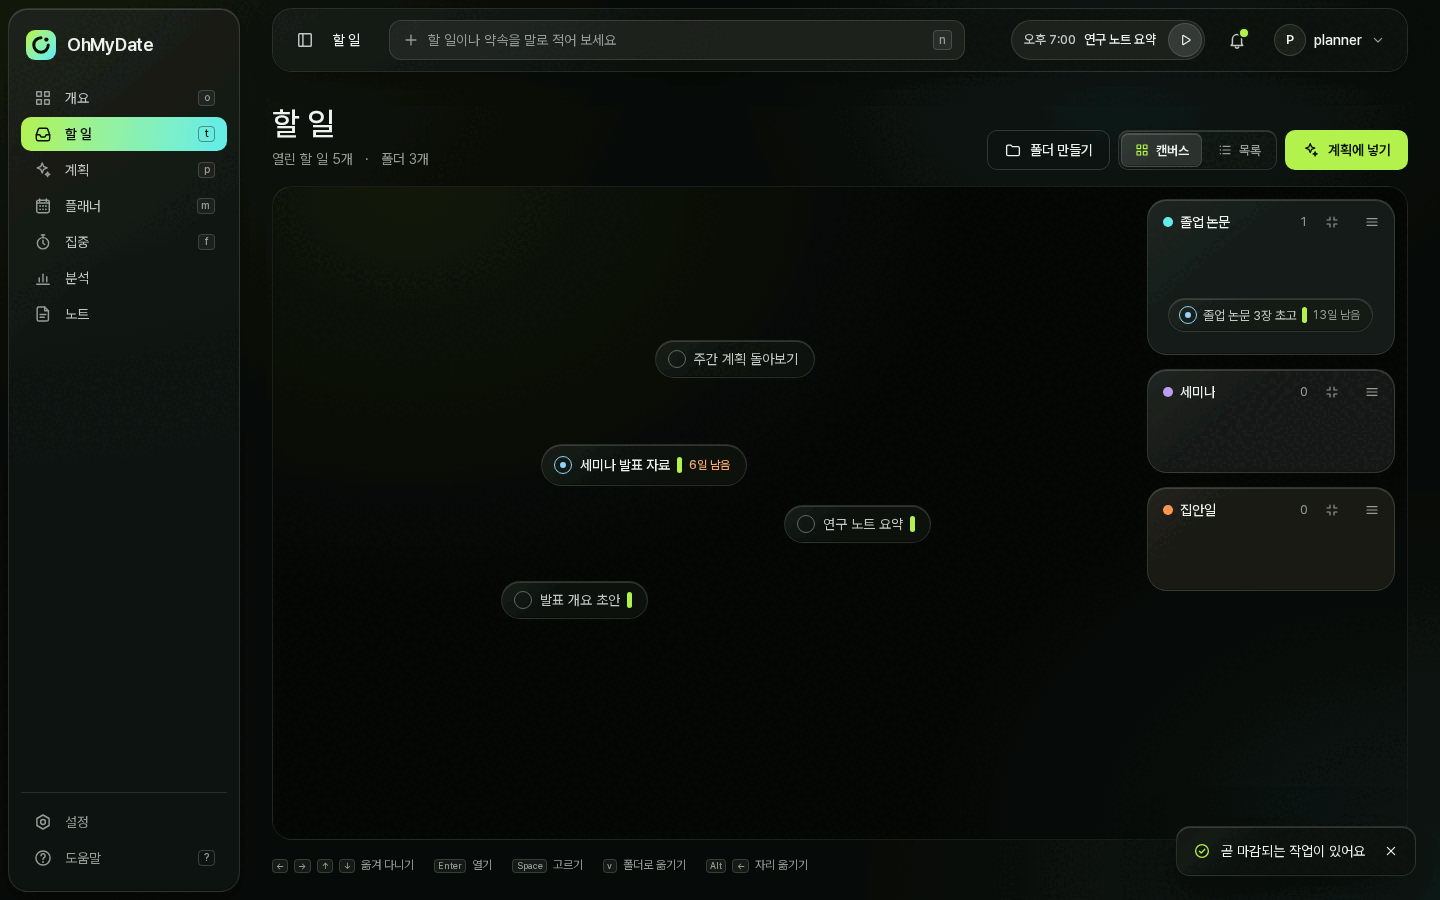 OhMyDate
개요 o
할 일 t
계획 p
플래너 m
집중 f
분석
노트
설정
도움말 ?
할 일
할 일이나 약속을 말로 적어 보세요 n
오후 7:00 연구 노트 요약
P planner
할 일
열린 할 일 5개 · 폴더 3개
폴더 만들기
캔버스
목록
계획에 넣기
주간 계획 돌아보기
세미나 발표 자료 6일 남음
연구 노트 요약
발표 개요 초안
졸업 논문 1
졸업 논문 3장 초고 13일 남음
세미나 0
집안일 0
← → ↑ ↓ 옮겨 다니기 Enter 열기 Space 고르기 v 폴더로 옮기기 Alt ← 자리 옮기기
곧 마감되는 작업이 있어요